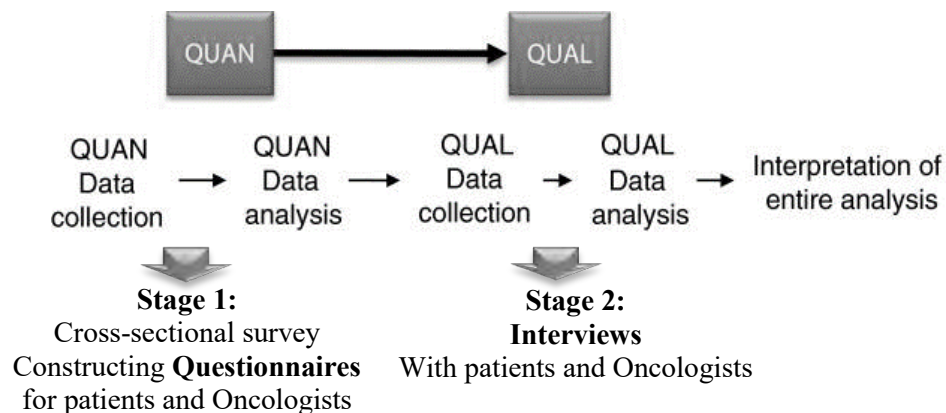 QUAN
QUAL
QUAN
Data
collection
QUAN
Data
analysis
QUAL
Data
collection
QUAL
Data
analysis
Interpretation of
entire analysis
Stage 1:
Cross-sectional survey
Constructing Questionnaires
for patients and Oncologists
Stage 2:
Interviews
With patients and Oncologists